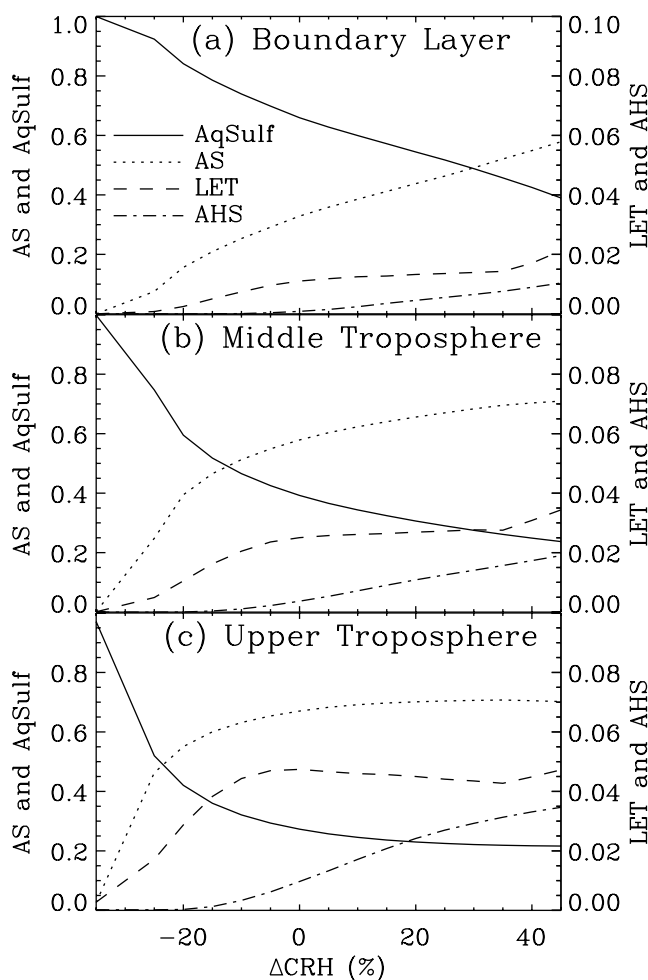 (a) Boundary Layer
1.0
0.8
0.6
0.4
0.2
0.0
AS and AqSulf
AqSulf
AS
LET
AHS
0.10
0.08
0.06
0.04
0.02
0.00
LET and AHS
(b) Middle Troposphere
0.8
0.6
0.4
0.2
0.0
AS and AqSulf
0.08
0.06
0.04
0.02
0.00
LET and AHS
(c) Upper Troposphere
0.8
0.6
0.4
0.2
0.0
AS and AqSulf
0.08
0.06
0.04
0.02
0.00
LET and AHS
−20 0 20 40
ΔCRH (%)